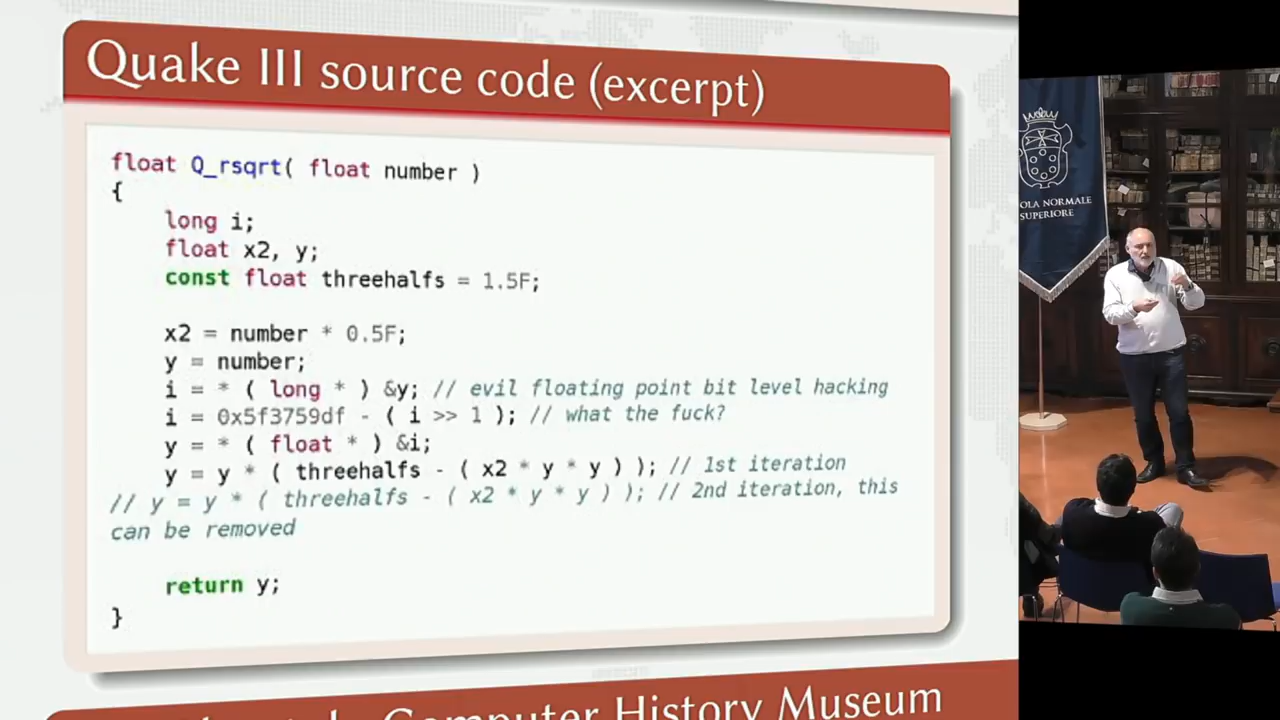 Quake III source code (excerpt)
float Q_rsqrt( float number )
{
long i;
float x2, y;
const float threehalfs = 1.5F;
x2 = number * 0.5F;
y = number;
i = * ( long * ) &y; // evil floating point bit level hacking
i = 0x5f3759df - ( i >> 1 ); // what the fuck?
y = * ( float * ) &i;
y = y * ( threehalfs - ( x2 * y * y ) ); // 1st iteration
// y = y * ( threehalfs - ( x2 * y * y ) ); // 2nd iteration, this
can be removed
return y;
}
Computer History Museum
NORMALE
SUPERIORE